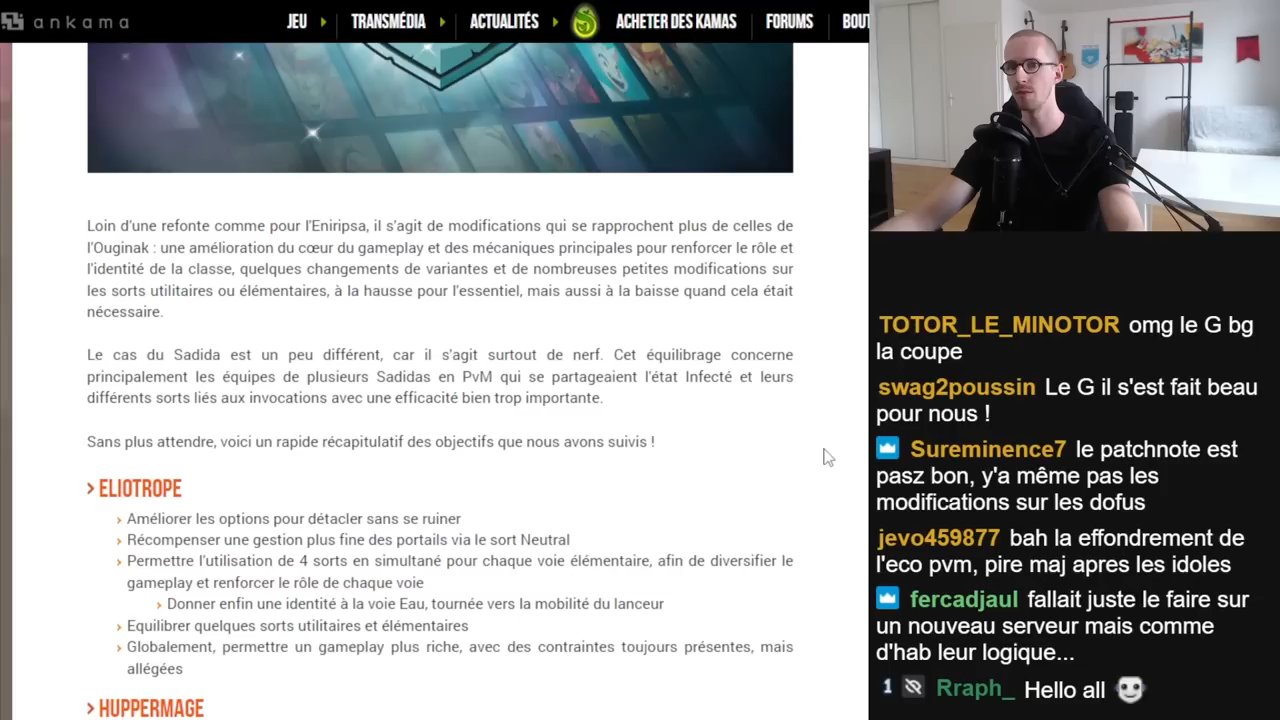 ankama
JEU
TRANSMÉDIA
ACTUALITÉS
ACHETER DES KAMAS
FORUMS
BOUT
Loin d'une refonte comme pour l'Eniripsa, il s'agit de modifications qui se rapprochent plus de celles de
l'Ouginak : une amélioration du cœur du gameplay et des mécaniques principales pour renforcer le rôle et
l'identité de la classe, quelques changements de variantes et de nombreuses petites modifications sur
les sorts utilitaires ou élémentaires, à la hausse pour l'essentiel, mais aussi à la baisse quand cela était
nécessaire.
Le cas du Sadida est un peu différent, car il s'agit surtout de nerf. Cet équilibrage concerne
principalement les équipes de plusieurs Sadidas en PvM qui se partageaient l'état Infecté et leurs
différents sorts liés aux invocations avec une efficacité bien trop importante.
Sans plus attendre, voici un rapide récapitulatif des objectifs que nous avons suivis !
> ELIOTROPE
› Améliorer les options pour détacler sans se ruiner
› Récompenser une gestion plus fine des portails via le sort Neutral
› Permettre l'utilisation de 4 sorts en simultané pour chaque voie élémentaire, afin de diversifier le
gameplay et renforcer le rôle de chaque voie
› Donner enfin une identité à la voie Eau, tournée vers la mobilité du lanceur
› Equilibrer quelques sorts utilitaires et élémentaires
› Globalement, permettre un gameplay plus riche, avec des contraintes toujours présentes, mais
allégées
> HUPPERMAGE
TOTOR_LE_MINOTOR omg le G bg
la coupe
swag2poussin Le G il s'est fait beau
pour nous !
Sureminence7 le patchnote est
pasz bon, y'a même pas les
modifications sur les dofus
jevo459877 bah la effondrement de
l'eco pvm, pire maj apres les idoles
fercadjaul fallait juste le faire sur
un nouveau serveur mais comme
d'hab leur logique...
1 Rraph_ Hello all